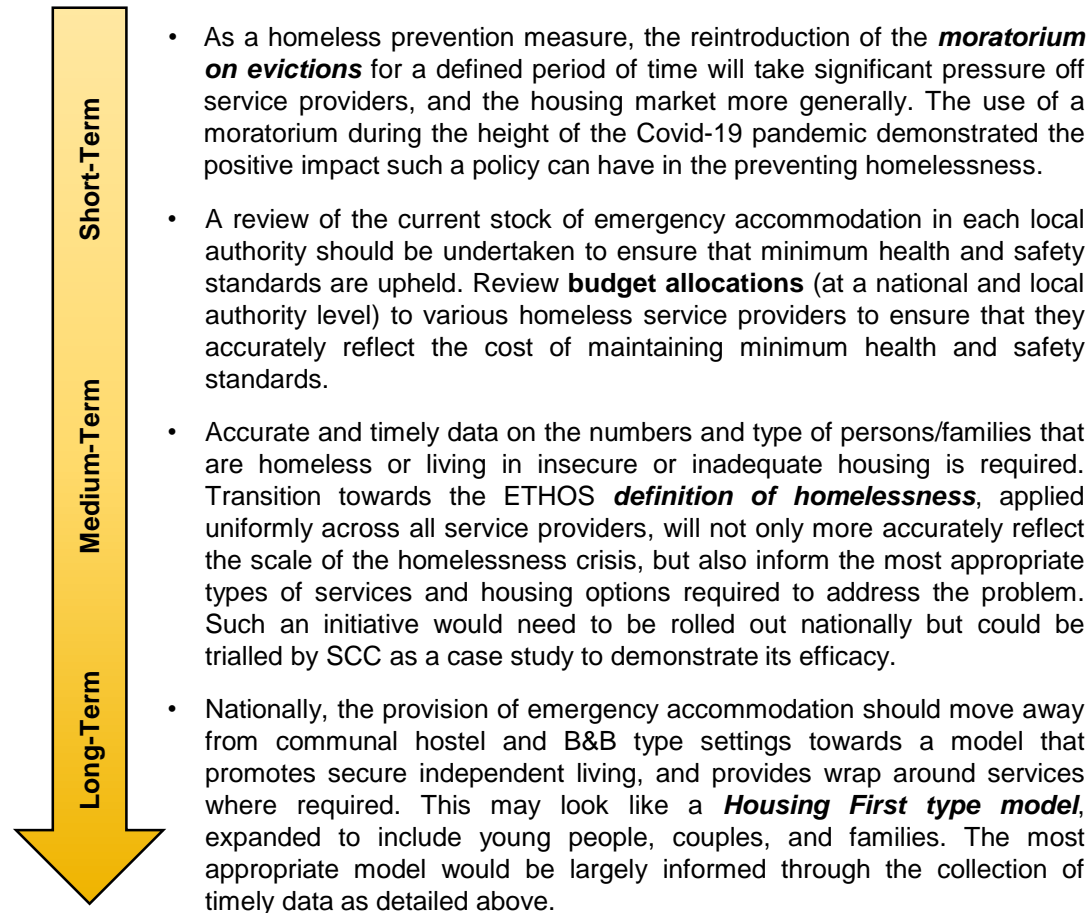 Short-Term
Medium-Term
Long-Term
• As a homeless prevention measure, the reintroduction of the moratorium
on evictions for a defined period of time will take significant pressure off
service providers, and the housing market more generally. The use of a
moratorium during the height of the Covid-19 pandemic demonstrated the
positive impact such a policy can have in the preventing homelessness.
• A review of the current stock of emergency accommodation in each local
authority should be undertaken to ensure that minimum health and safety
standards are upheld. Review budget allocations (at a national and local
authority level) to various homeless service providers to ensure that they
accurately reflect the cost of maintaining minimum health and safety
standards.
• Accurate and timely data on the numbers and type of persons/families that
are homeless or living in insecure or inadequate housing is required.
Transition towards the ETHOS definition of homelessness, applied
uniformly across all service providers, will not only more accurately reflect
the scale of the homelessness crisis, but also inform the most appropriate
types of services and housing options required to address the problem.
Such an initiative would need to be rolled out nationally but could be
trialled by SCC as a case study to demonstrate its efficacy.
• Nationally, the provision of emergency accommodation should move away
from communal hostel and B&B type settings towards a model that
promotes secure independent living, and provides wrap around services
where required. This may look like a Housing First type model,
expanded to include young people, couples, and families. The most
appropriate model would be largely informed through the collection of
timely data as detailed above.